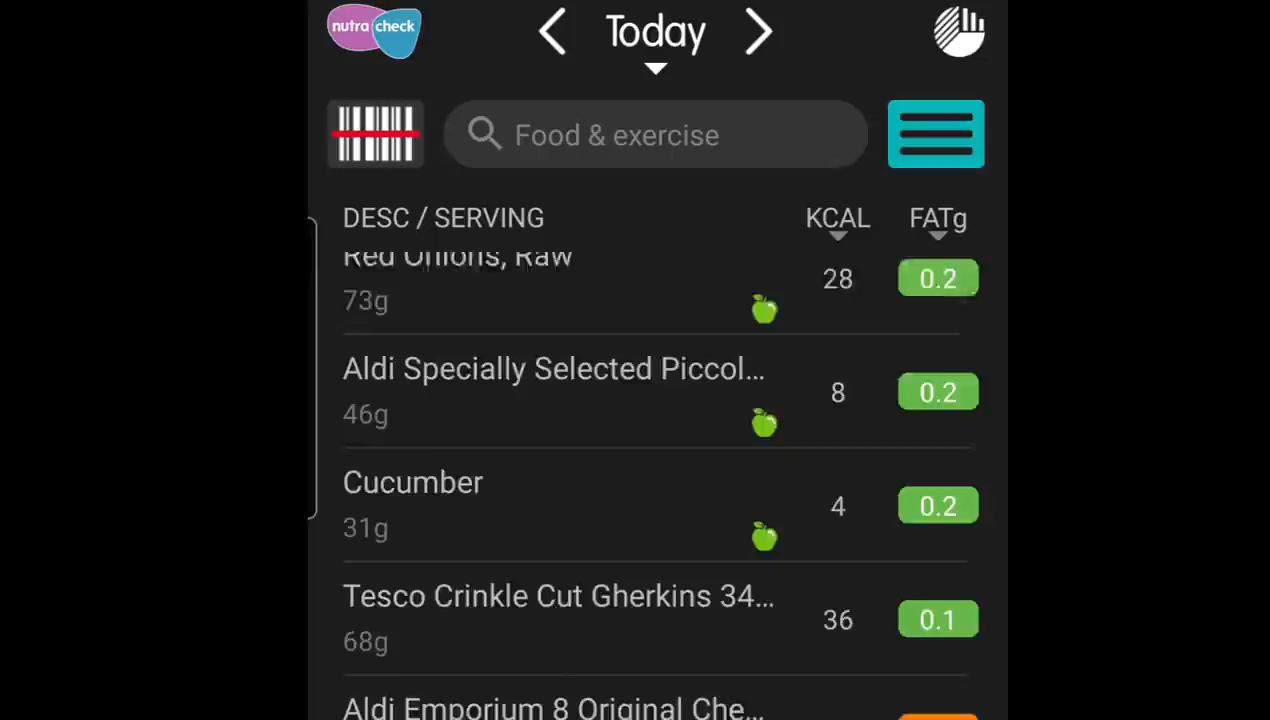 nutra check
Today
Food & exercise
DESC / SERVING KCAL FATg
Red Onions, Raw
28 0.2
73g
Aldi Specially Selected Piccol...
8 0.2
46g
Cucumber
4 0.2
31g
Tesco Crinkle Cut Gherkins 34...
36 0.1
68g
Aldi Emporium 8 Original Che...